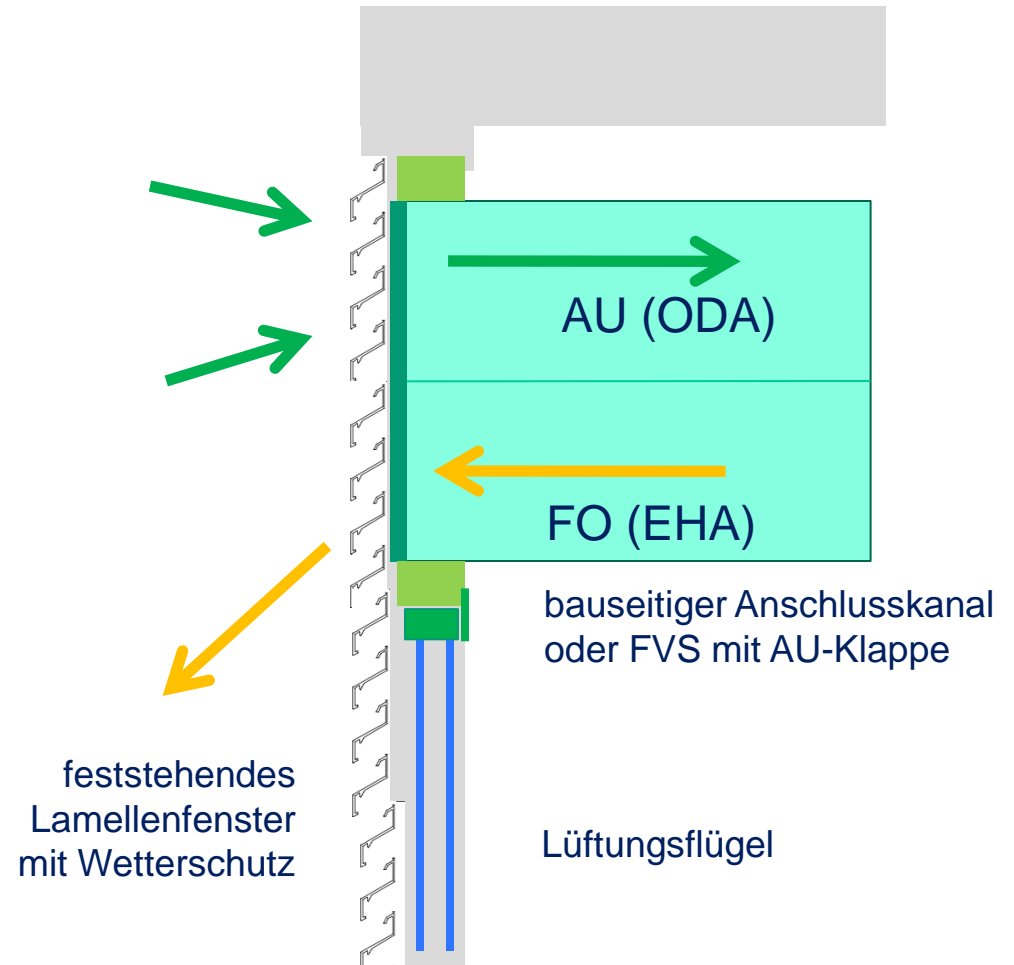 AU (ODA)
FO (EHA)
bauseitiger Anschlusskanal
oder FVS mit AU-Klappe
feststehendes
Lamellenfenster
mit Wetterschutz
Lüftungsflügel